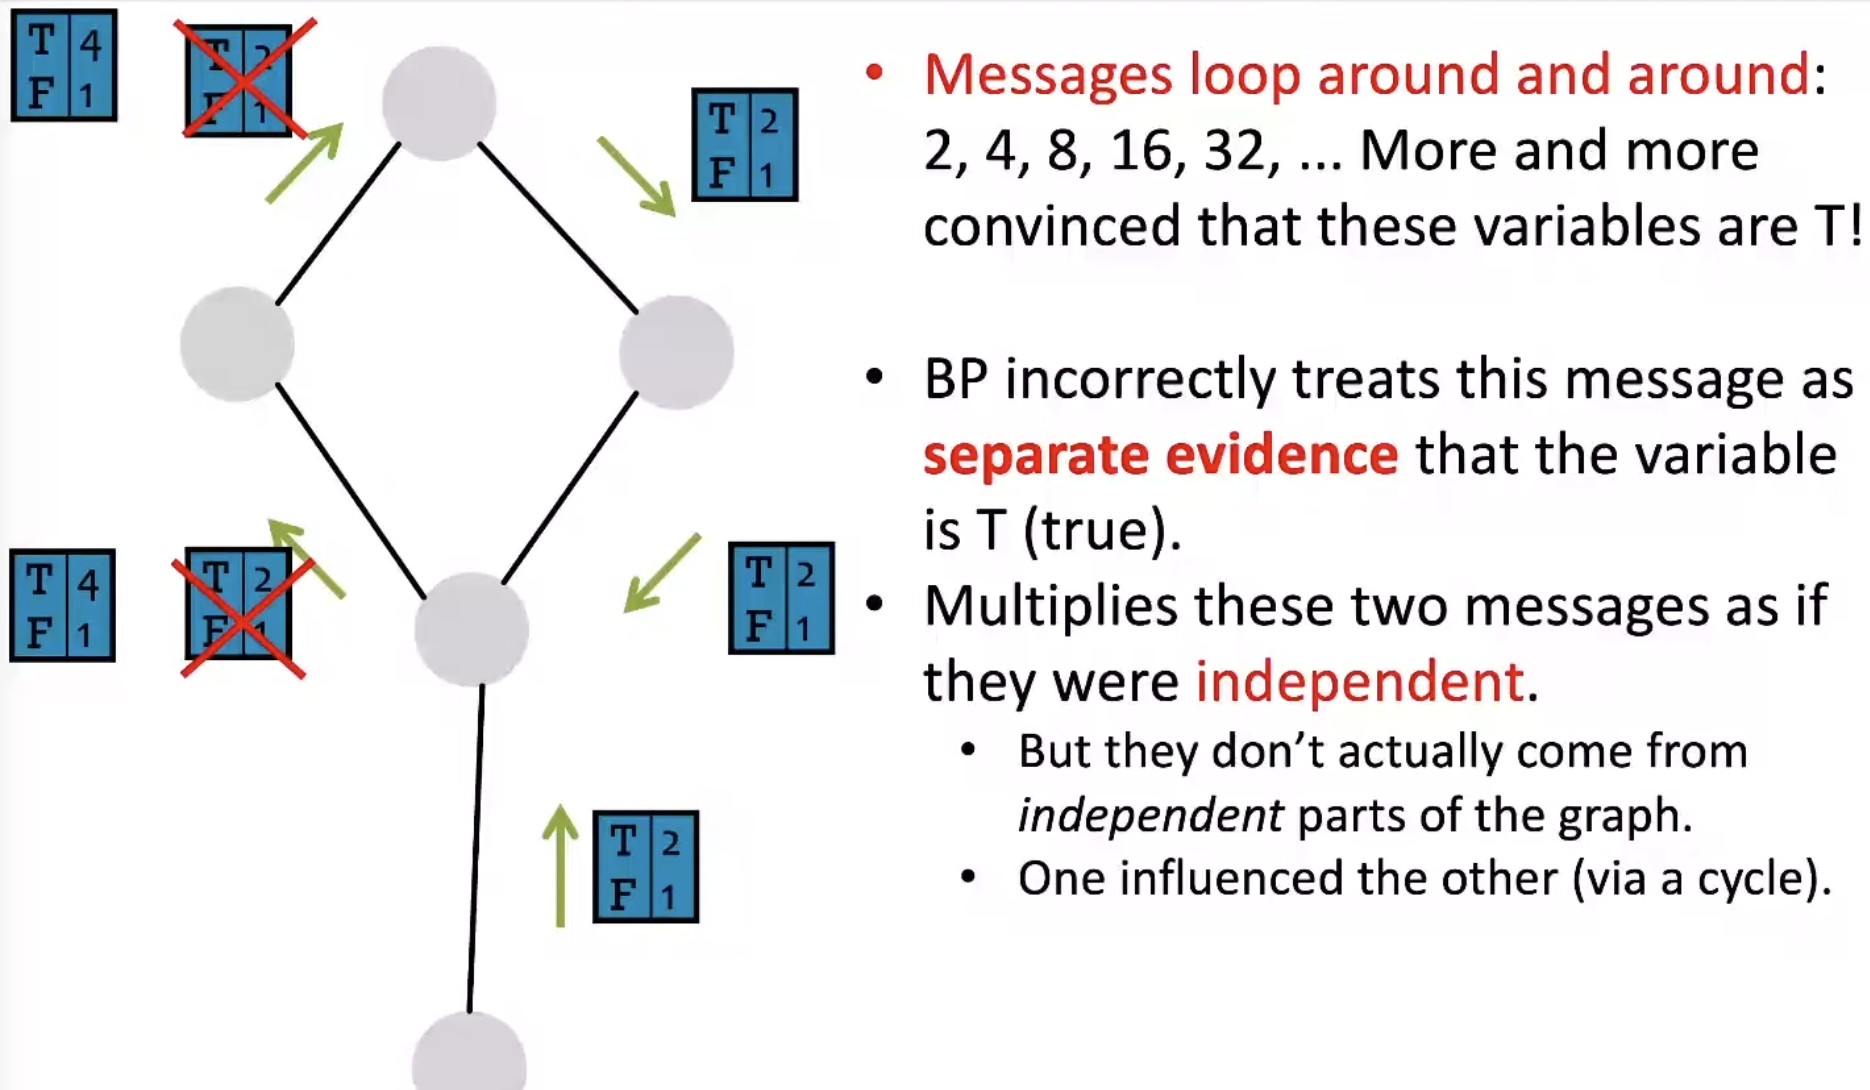 T 4
F 1
T 2
F 1
T 2
F 1
• Messages loop around and around:
2, 4, 8, 16, 32, ... More and more
convinced that these variables are T!
• BP incorrectly treats this message as
separate evidence that the variable
is T (true).
T 4
F 1
T 2
F 1
T 2
F 1
• Multiplies these two messages as if
they were independent.
• But they don’t actually come from
independent parts of the graph.
• One influenced the other (via a cycle).
T 2
F 1